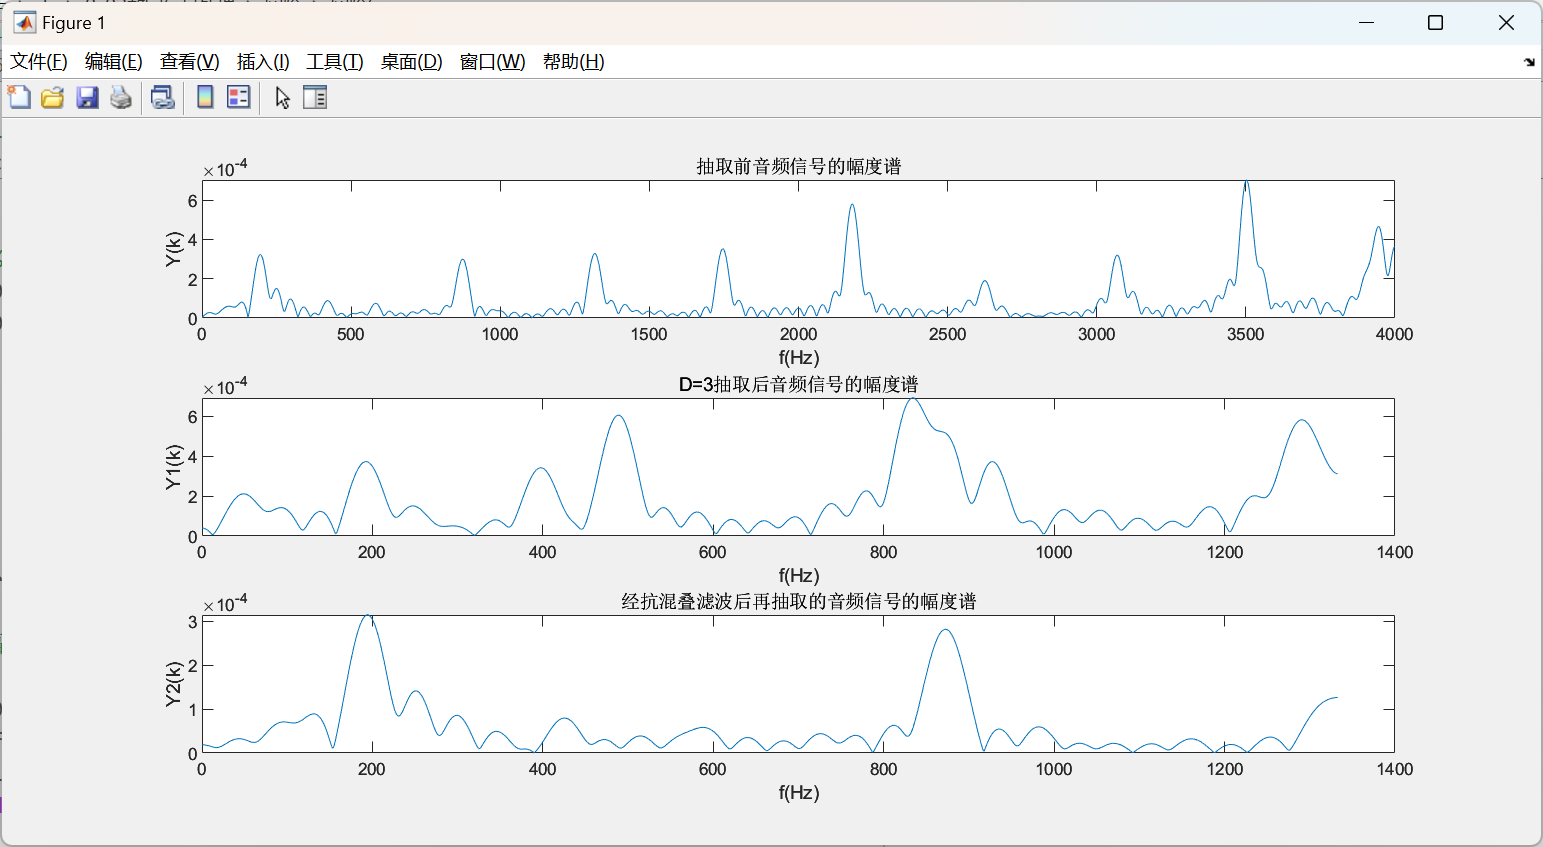 Figure 1
文件(F) 编辑(E) 查看(V) 插入(I) 工具(T) 桌面(D) 窗口(W) 帮助(H)
抽取前音频信号的幅度谱
×10-4
6
4
2
0
Y(k)
0 500 1000 1500 2000 2500 3000 3500 4000
f(Hz)
D=3抽取后音频信号的幅度谱
×10-4
6
4
2
0
Y1(k)
0 200 400 600 800 1000 1200 1400
f(Hz)
经抗混叠滤波后再抽取的音频信号的幅度谱
×10-4
3
2
1
0
Y2(k)
0 200 400 600 800 1000 1200 1400
f(Hz)